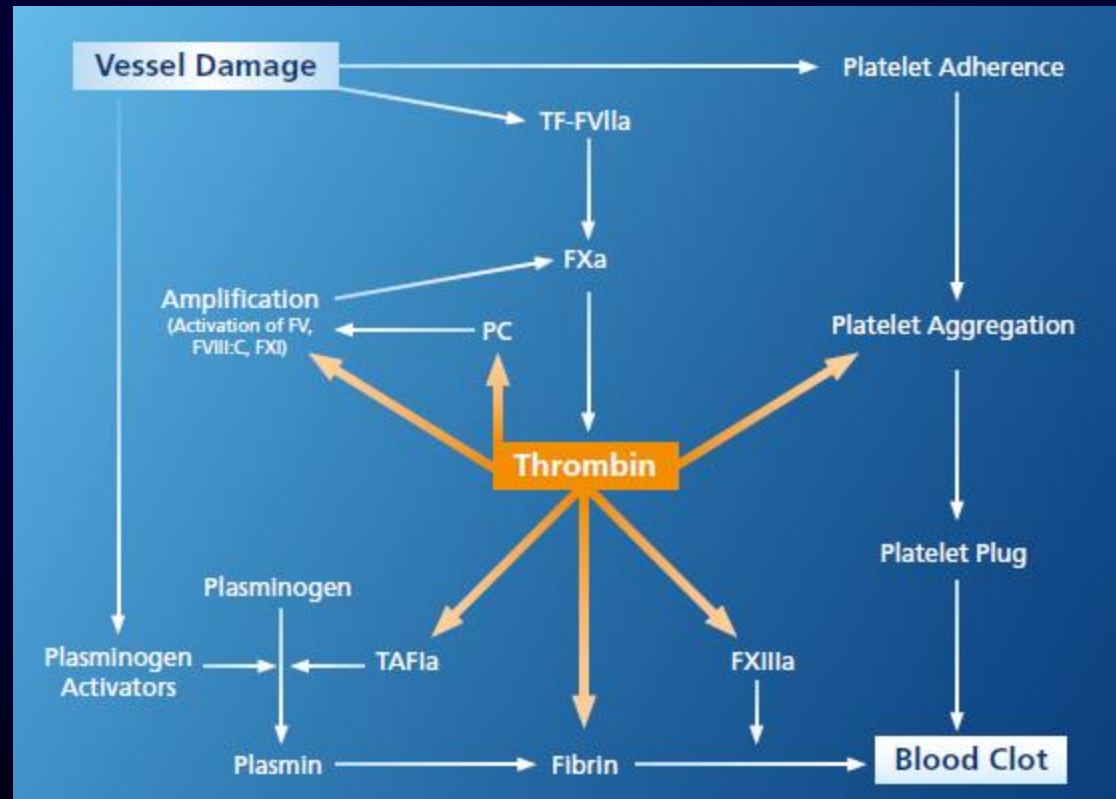 Vessel Damage
Platelet Adherence
TF-FVIIa
FXa
Amplification
(Activation of FV,
FVIII:C, FXI)
PC
Platelet Aggregation
Thrombin
Platelet Plug
Plasminogen
Plasminogen
Activators
TAFIa
FXIIIa
Plasmin
Fibrin
Blood Clot